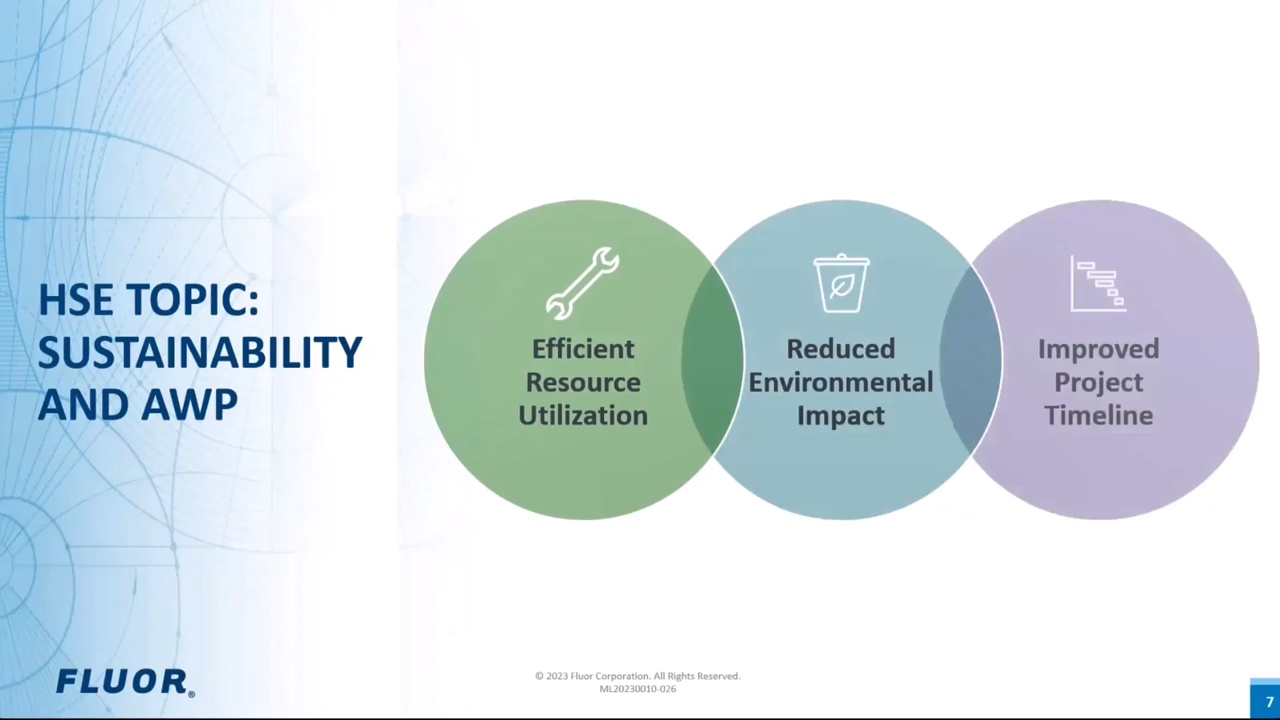 HSE TOPIC:
SUSTAINABILITY
AND AWP
Efficient
Resource
Utilization
Reduced
Environmental
Impact
Improved
Project
Timeline
FLUOR®
© 2023 Fluor Corporation. All Rights Reserved.
ML20230010-026
7